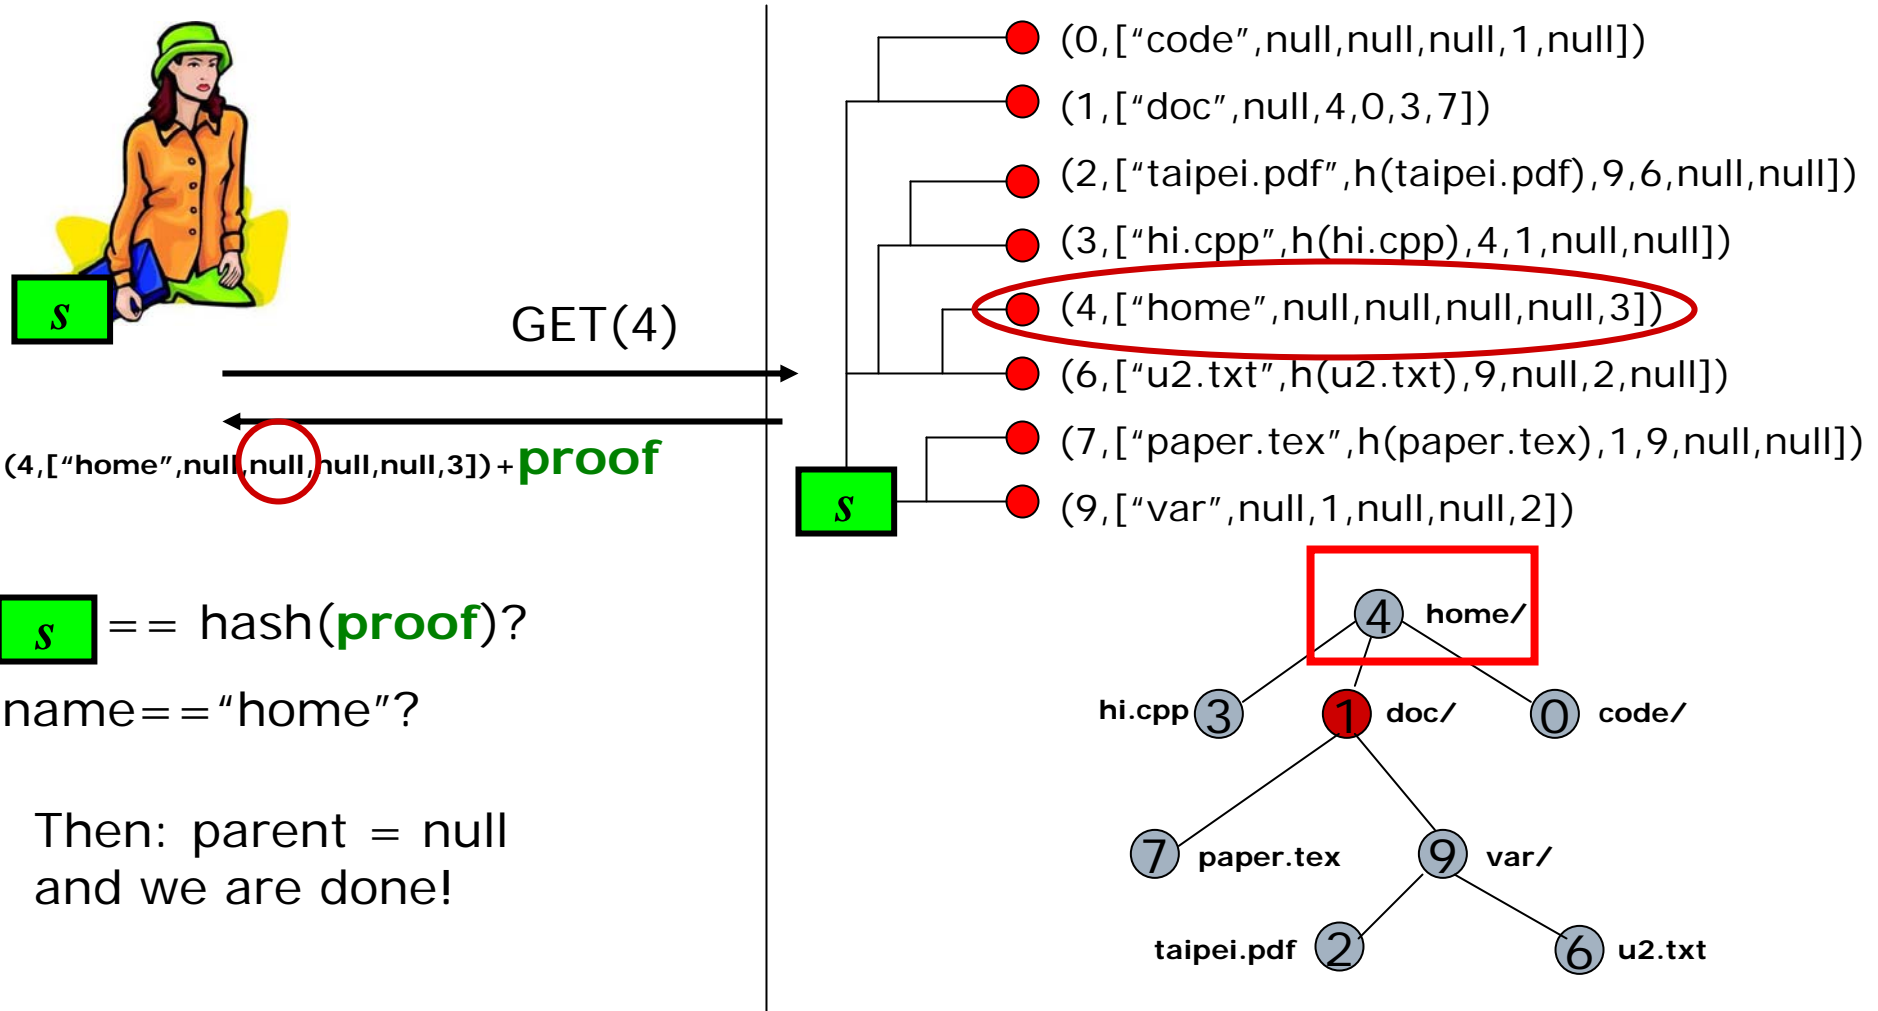 (0,["code",null,null,null,1,null])
(1,["doc",null,4,0,3,7])
(2,["taipei.pdf",h(taipei.pdf),9,6,null,null])
(3,["hi.cpp",h(hi.cpp),4,1,null,null])
(4,["home",null,null,null,null,3])
(6,["u2.txt",h(u2.txt),9,null,2,null])
(7,["paper.tex",h(paper.tex),1,9,null,null])
(9,["var",null,1,null,null,2])
s
s
GET(4)
(4,["home",null,null,null,null,3])+proof
s == hash(proof)?
name=="home"?
Then: parent = null
and we are done!
4 home/
hi.cpp 3 1 doc/ 0 code/
7 paper.tex 9 var/
taipei.pdf 2 6 u2.txt